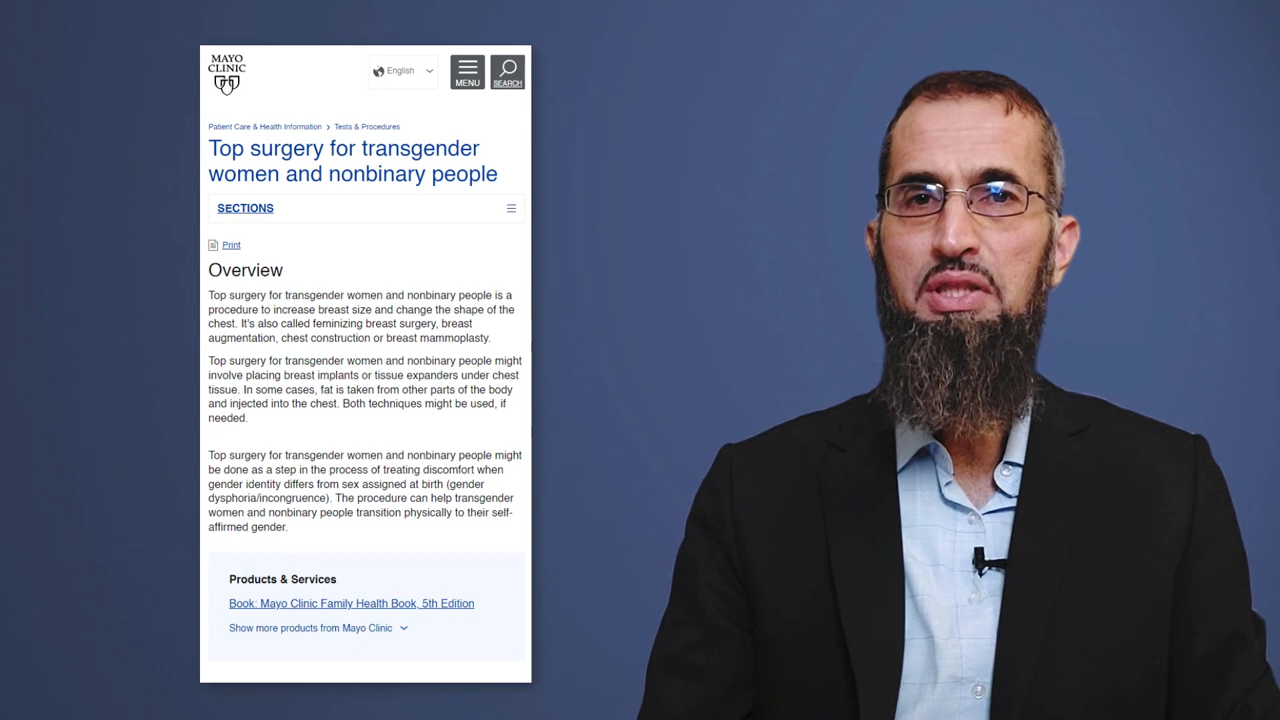 MAYO
CLINIC
English
MENU
SEARCH
Patient Care & Health Information > Tests & Procedures
Top surgery for transgender
women and nonbinary people
SECTIONS
Print
Overview
Top surgery for transgender women and nonbinary people is a
procedure to increase breast size and change the shape of the
chest. It's also called feminizing breast surgery, breast
augmentation, chest construction or breast mammoplasty.
Top surgery for transgender women and nonbinary people might
involve placing breast implants or tissue expanders under chest
tissue. In some cases, fat is taken from other parts of the body
and injected into the chest. Both techniques might be used, if
needed.
Top surgery for transgender women and nonbinary people might
be done as a step in the process of treating discomfort when
gender identity differs from sex assigned at birth (gender
dysphoria/incongruence). The procedure can help transgender
women and nonbinary people transition physically to their self-
affirmed gender.
Products & Services
Book: Mayo Clinic Family Health Book, 5th Edition
Show more products from Mayo Clinic